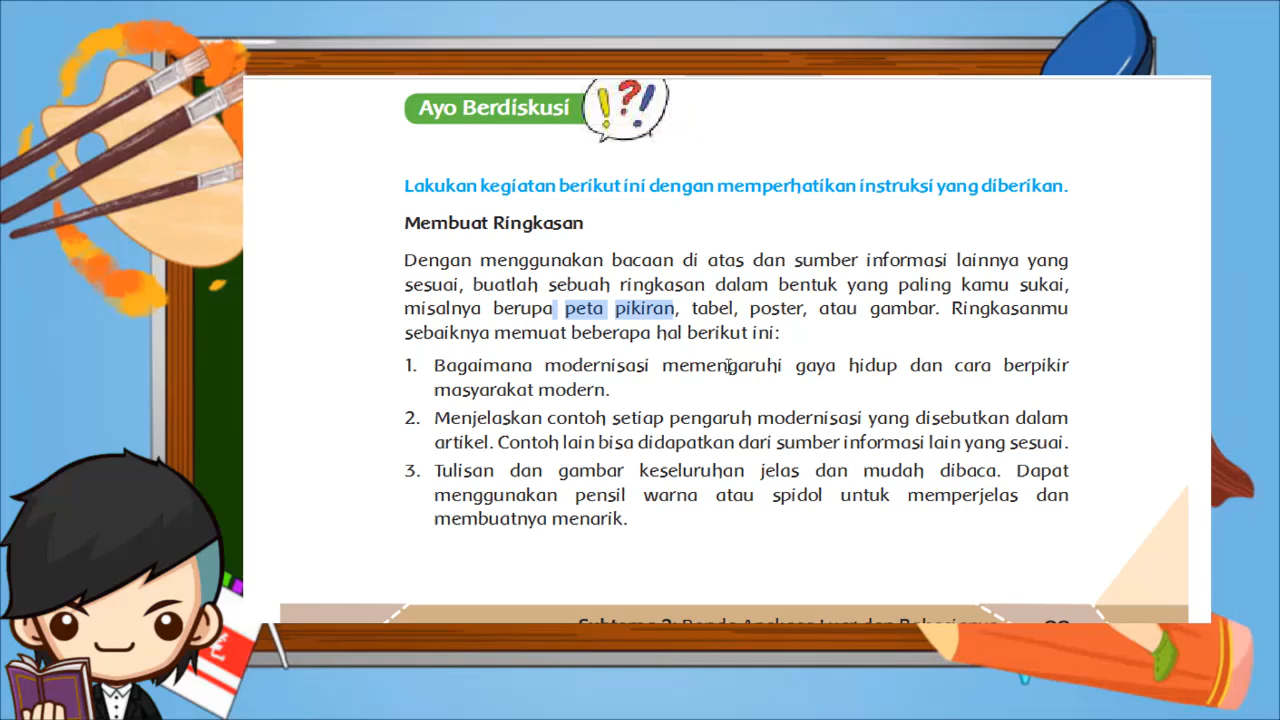 Ayo Berdiskusi
Lakukan kegiatan berikut ini dengan memperhatikan instruksi yang diberikan.
Membuat Ringkasan
Dengan menggunakan bacaan di atas dan sumber informasi lainnya yang
sesuai, buatlah sebuah ringkasan dalam bentuk yang paling kamu sukai,
misalnya berupa peta pikiran, tabel, poster, atau gambar. Ringkasanmu
sebaiknya memuat beberapa hal berikut ini:
1. Bagaimana modernisasi memengaruhi gaya hidup dan cara berpikir
masyarakat modern.
2. Menjelaskan contoh setiap pengaruh modernisasi yang disebutkan dalam
artikel. Contoh lain bisa didapatkan dari sumber informasi lain yang sesuai.
3. Tulisan dan gambar keseluruhan jelas dan mudah dibaca. Dapat
menggunakan pensil warna atau spidol untuk memperjelas dan
membuatnya menarik.